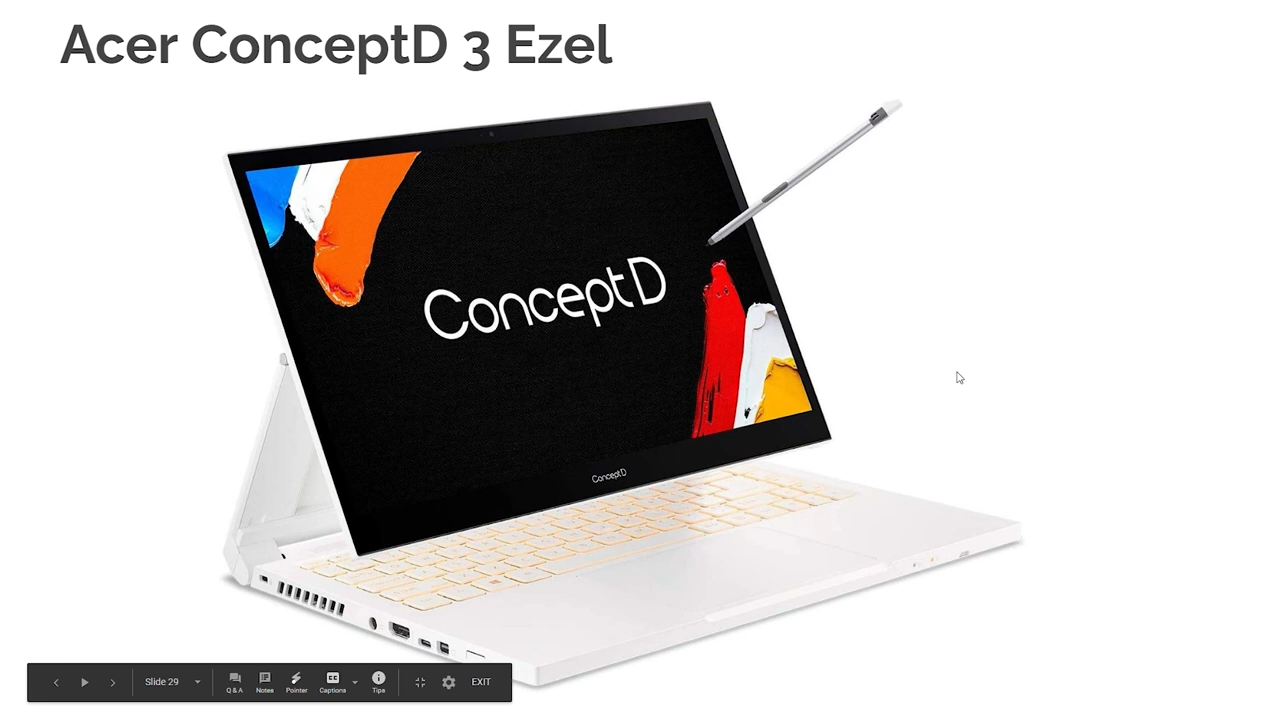 Acer ConceptD 3 Ezel
ConceptD
ConceptD
Slide 29
Q & A
Notes
Pointer
Captions
Tips
EXIT